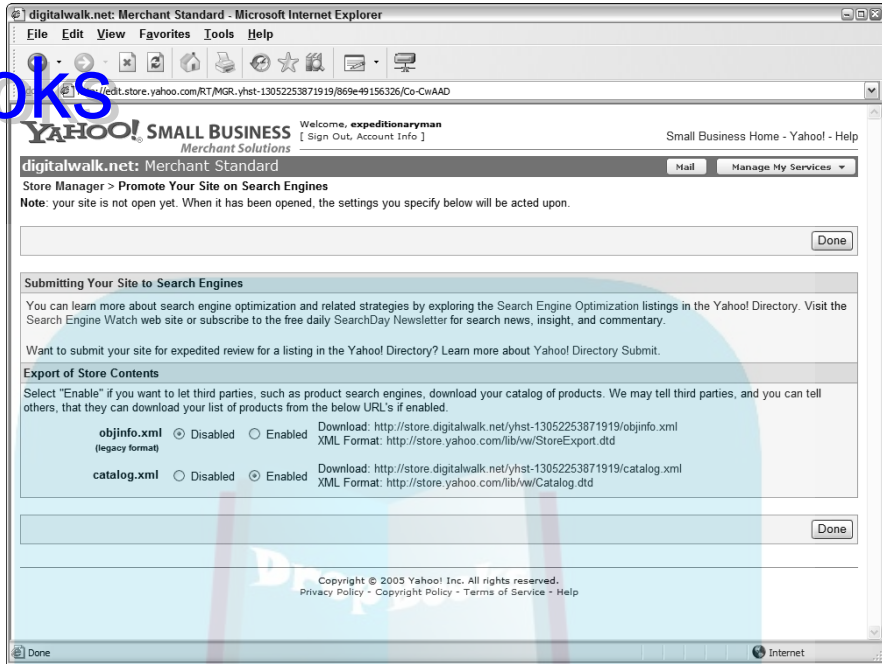 digitalwalk.net: Merchant Standard - Microsoft Internet Explorer
File Edit View Favorites Tools Help
oks
edit.store.yahoo.com/RT/MGR.yhst-13052253871919/869e49156326/Co-CwAAD
YAHOO! SMALL BUSINESS
Merchant Solutions
Welcome, expeditionaryman
[ Sign Out, Account Info ]
Small Business Home - Yahoo! - Help
digitalwalk.net: Merchant Standard
Mail Manage My Services
Store Manager > Promote Your Site on Search Engines
Note: your site is not open yet. When it has been opened, the settings you specify below will be acted upon.
Done
Submitting Your Site to Search Engines
You can learn more about search engine optimization and related strategies by exploring the Search Engine Optimization listings in the Yahoo! Directory. Visit the
Search Engine Watch web site or subscribe to the free daily SearchDay Newsletter for search news, insight, and commentary.
Want to submit your site for expedited review for a listing in the Yahoo! Directory? Learn more about Yahoo! Directory Submit.
Export of Store Contents
Select "Enable" if you want to let third parties, such as product search engines, download your catalog of products. We may tell third parties, and you can tell
others, that they can download your list of products from the below URL's if enabled.
objinfo.xml Disabled Enabled Download: http://store.digitalwalk.net/yhst-13052253871919/objinfo.xml
(legacy format) XML Format: http://store.yahoo.com/lib/vw/StoreExport.dtd
catalog.xml Disabled Enabled Download: http://store.digitalwalk.net/yhst-13052253871919/catalog.xml
XML Format: http://store.yahoo.com/lib/vw/Catalog.dtd
Done
DropBooks
Copyright © 2005 Yahoo! Inc. All rights reserved.
Privacy Policy - Copyright Policy - Terms of Service - Help
Done Internet